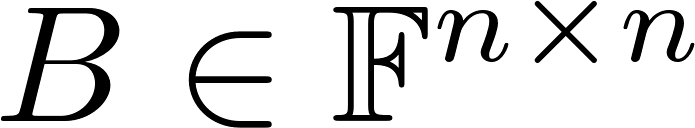 B ∈ 𝔽^{n×n}